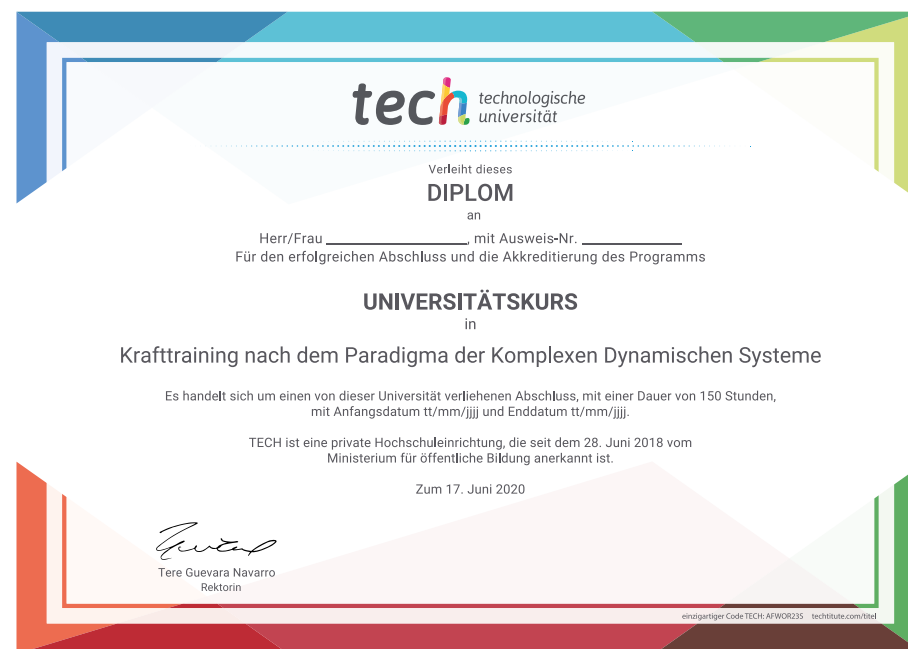 tech technologische
universität
Verleiht dieses
DIPLOM
an
Herr/Frau ____________________, mit Ausweis-Nr. ______________
Für den erfolgreichen Abschluss und die Akkreditierung des Programms
UNIVERSITÄTSKURS
in
Krafttraining nach dem Paradigma der Komplexen Dynamischen Systeme
Es handelt sich um einen von dieser Universität verliehenen Abschluss, mit einer Dauer von 150 Stunden,
mit Anfangsdatum tt/mm/jjjj und Enddatum tt/mm/jjjj.
TECH ist eine private Hochschuleinrichtung, die seit dem 28. Juni 2018 vom
Ministerium für öffentliche Bildung anerkannt ist.
Zum 17. Juni 2020
Tere Guevara Navarro
Rektorin
einzigartiger Code TECH: AFWOR23S techtitute.com/titel